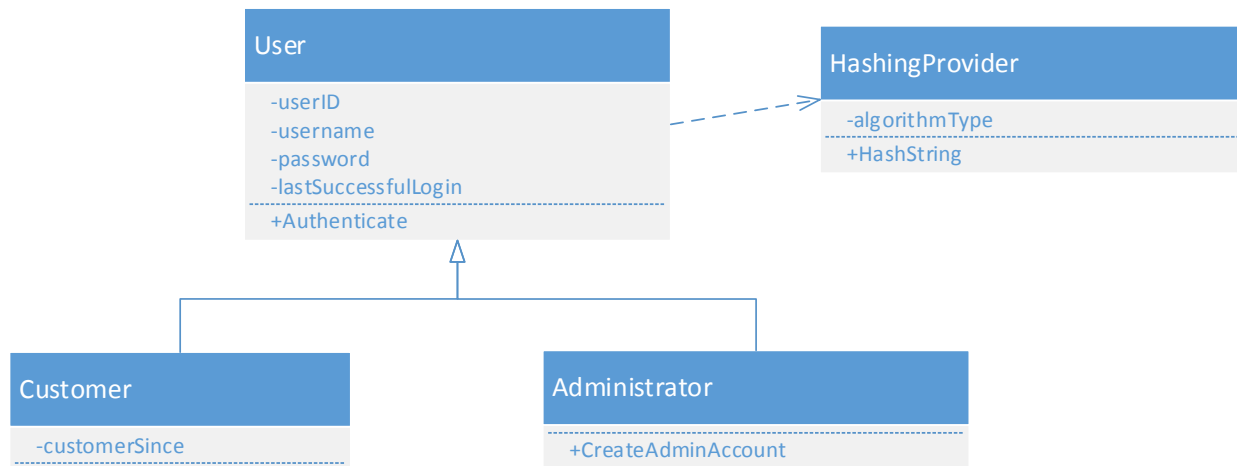 User
-userID
-username
-password
-lastSuccessfulLogin
+Authenticate
HashingProvider
-algorithmType
+HashString
Customer
-customerSince
Administrator
+CreateAdminAccount